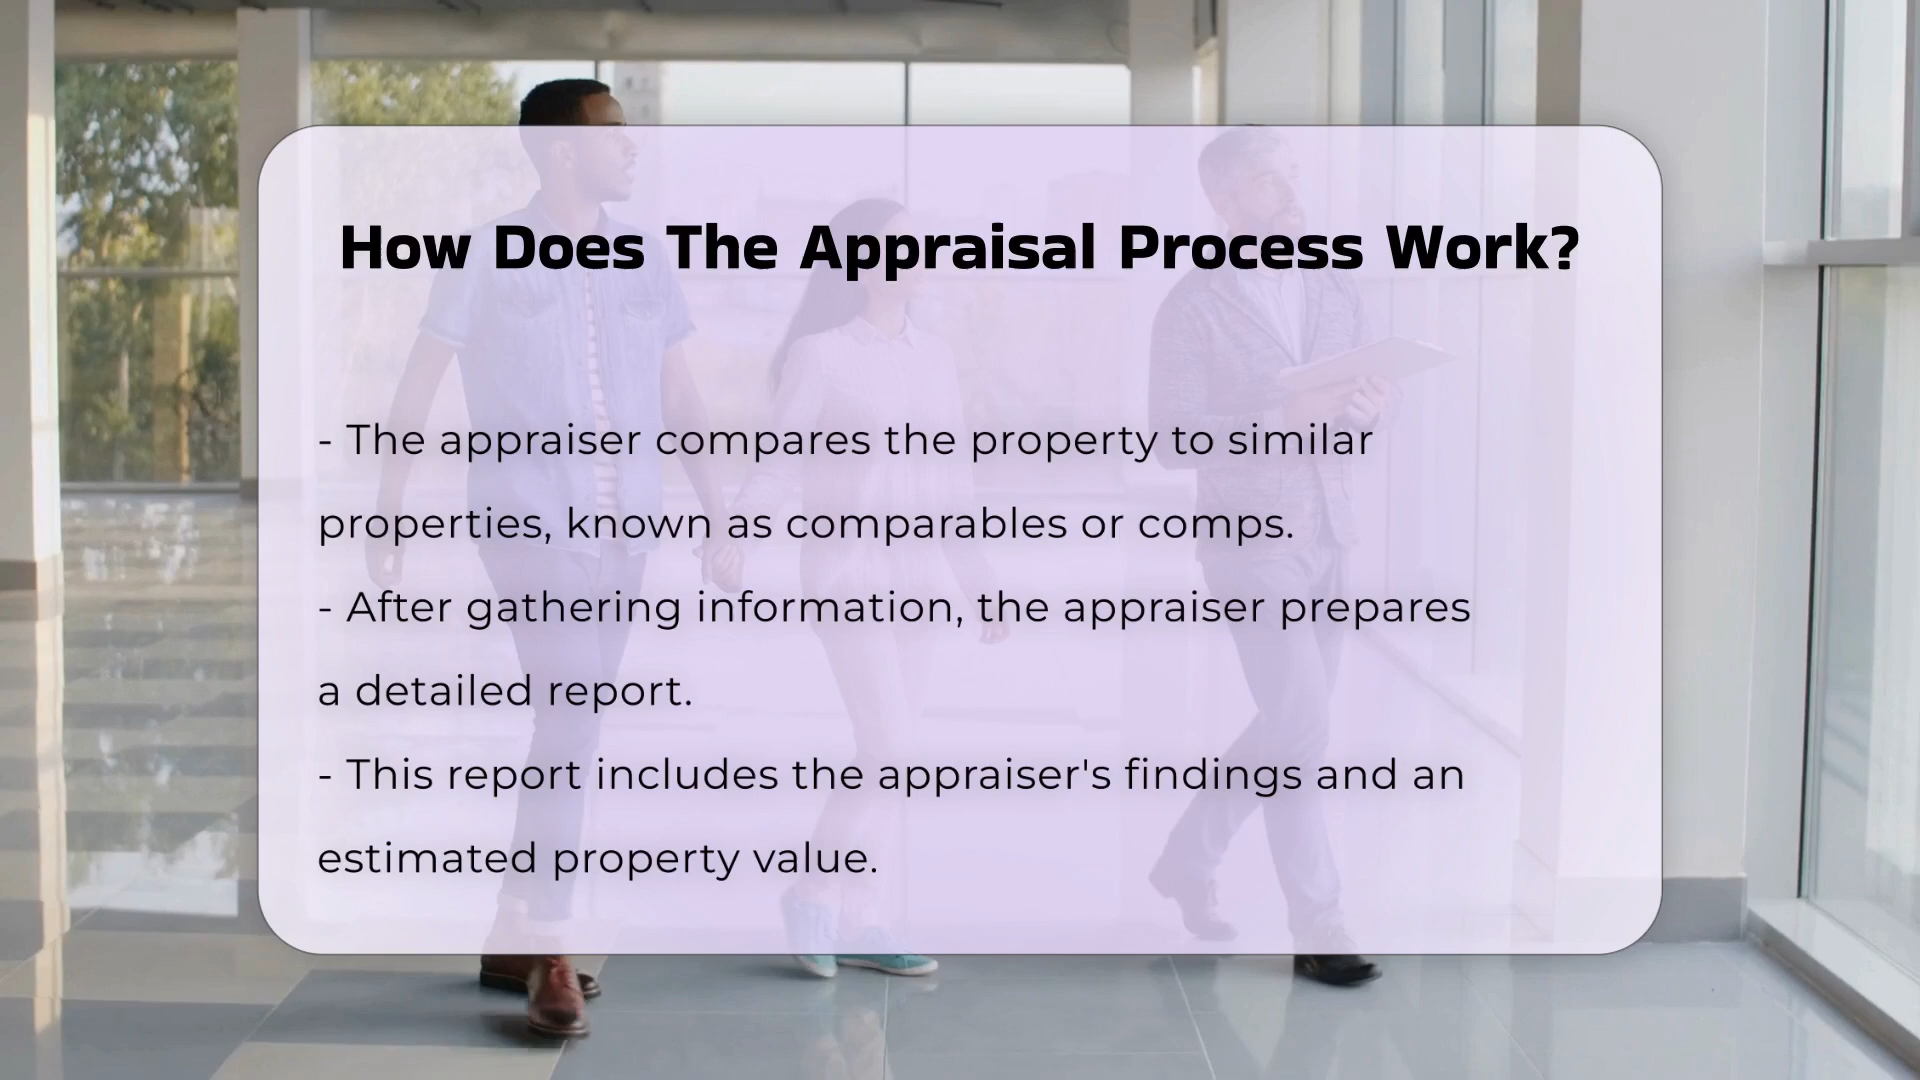 How Does The Appraisal Process Work?
- The appraiser compares the property to similar
properties, known as comparables or comps.
- After gathering information, the appraiser prepares
a detailed report.
- This report includes the appraiser's findings and an
estimated property value.